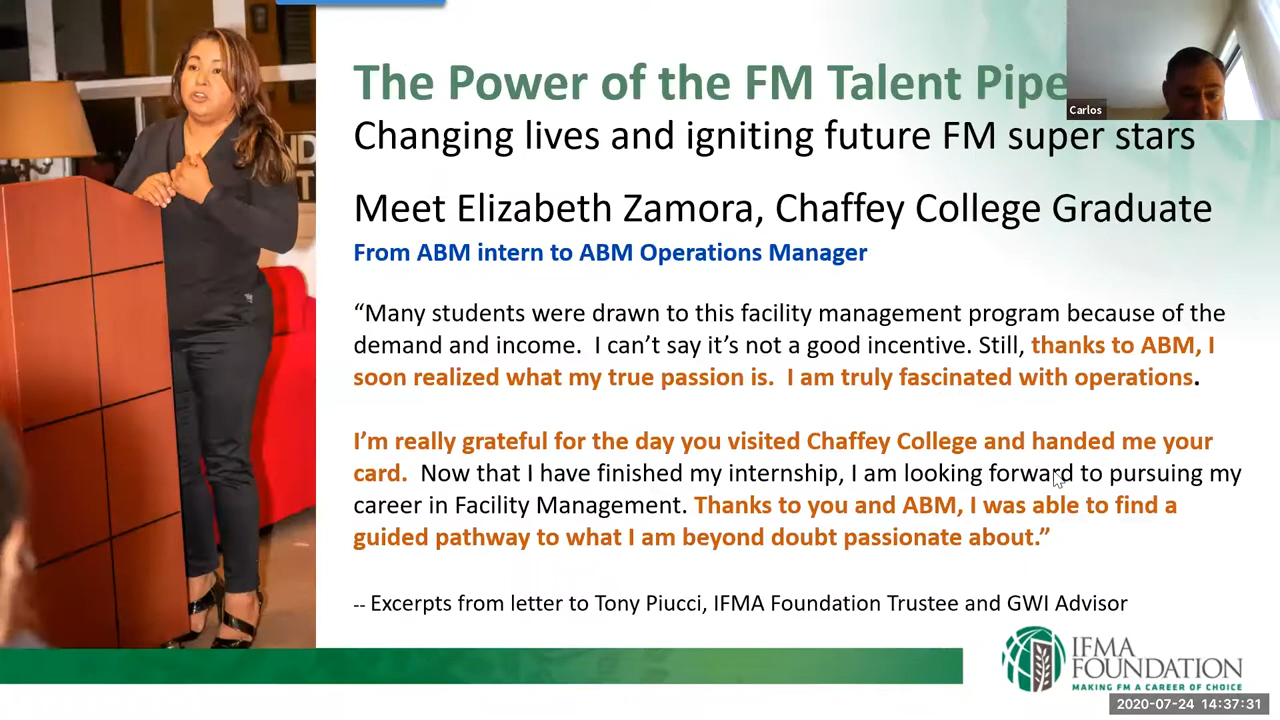 The Power of the FM Talent Pipe
Carlos
Changing lives and igniting future FM super stars
Meet Elizabeth Zamora, Chaffey College Graduate
From ABM intern to ABM Operations Manager
“Many students were drawn to this facility management program because of the
demand and income.  I can’t say it’s not a good incentive. Still, thanks to ABM, I
soon realized what my true passion is.  I am truly fascinated with operations.
I’m really grateful for the day you visited Chaffey College and handed me your
card.  Now that I have finished my internship, I am looking forward to pursuing my
career in Facility Management. Thanks to you and ABM, I was able to find a
guided pathway to what I am beyond doubt passionate about.”
-- Excerpts from letter to Tony Piucci, IFMA Foundation Trustee and GWI Advisor
IFMA
FOUNDATION
MAKING FM A CAREER OF CHOICE
2020-07-24 14:37:31